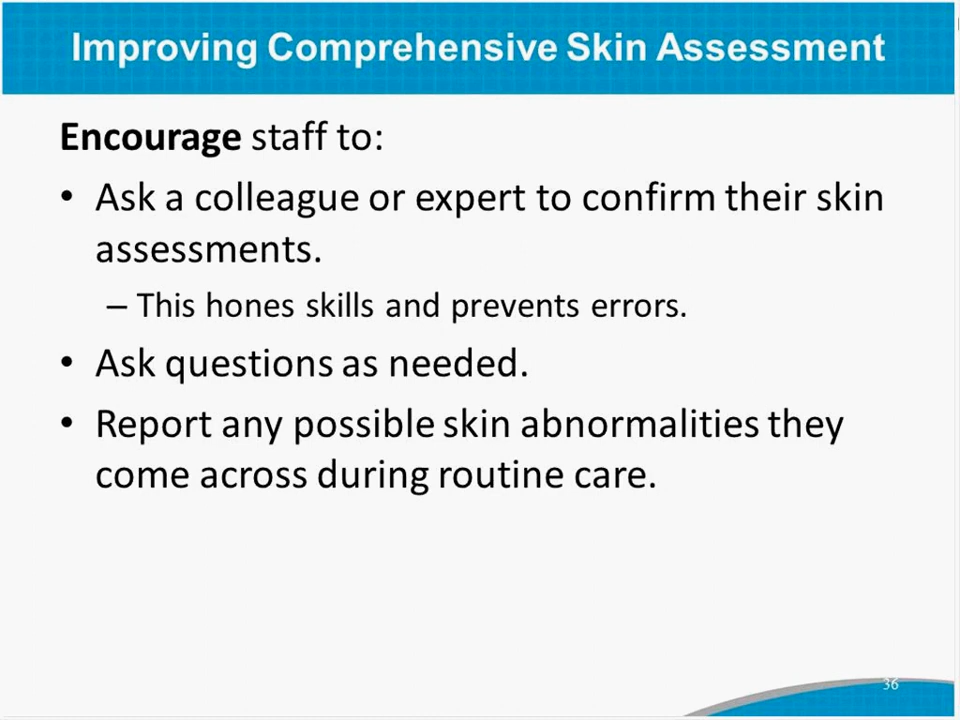 Improving Comprehensive Skin Assessment
Encourage staff to:
• Ask a colleague or expert to confirm their skin
assessments.
– This hones skills and prevents errors.
• Ask questions as needed.
• Report any possible skin abnormalities they
come across during routine care.
36